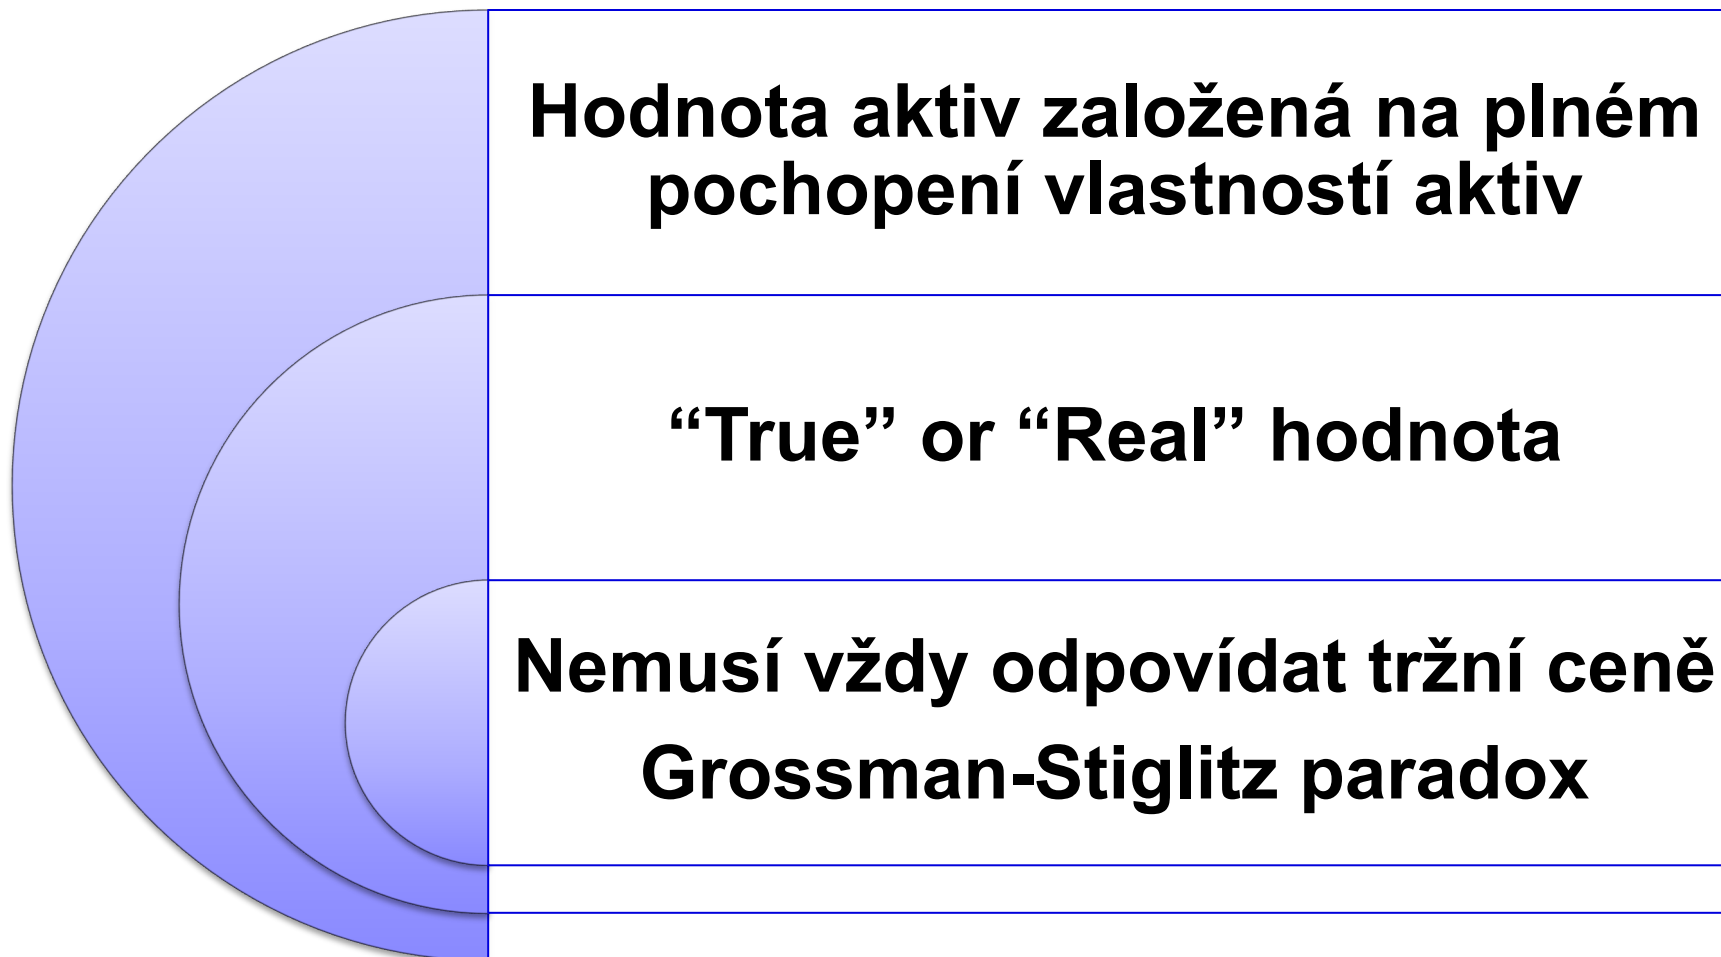 Hodnota aktiv založená na plném
pochopení vlastností aktiv
“True” or “Real” hodnota
Nemusí vždy odpovídat tržní ceně
Grossman-Stiglitz paradox